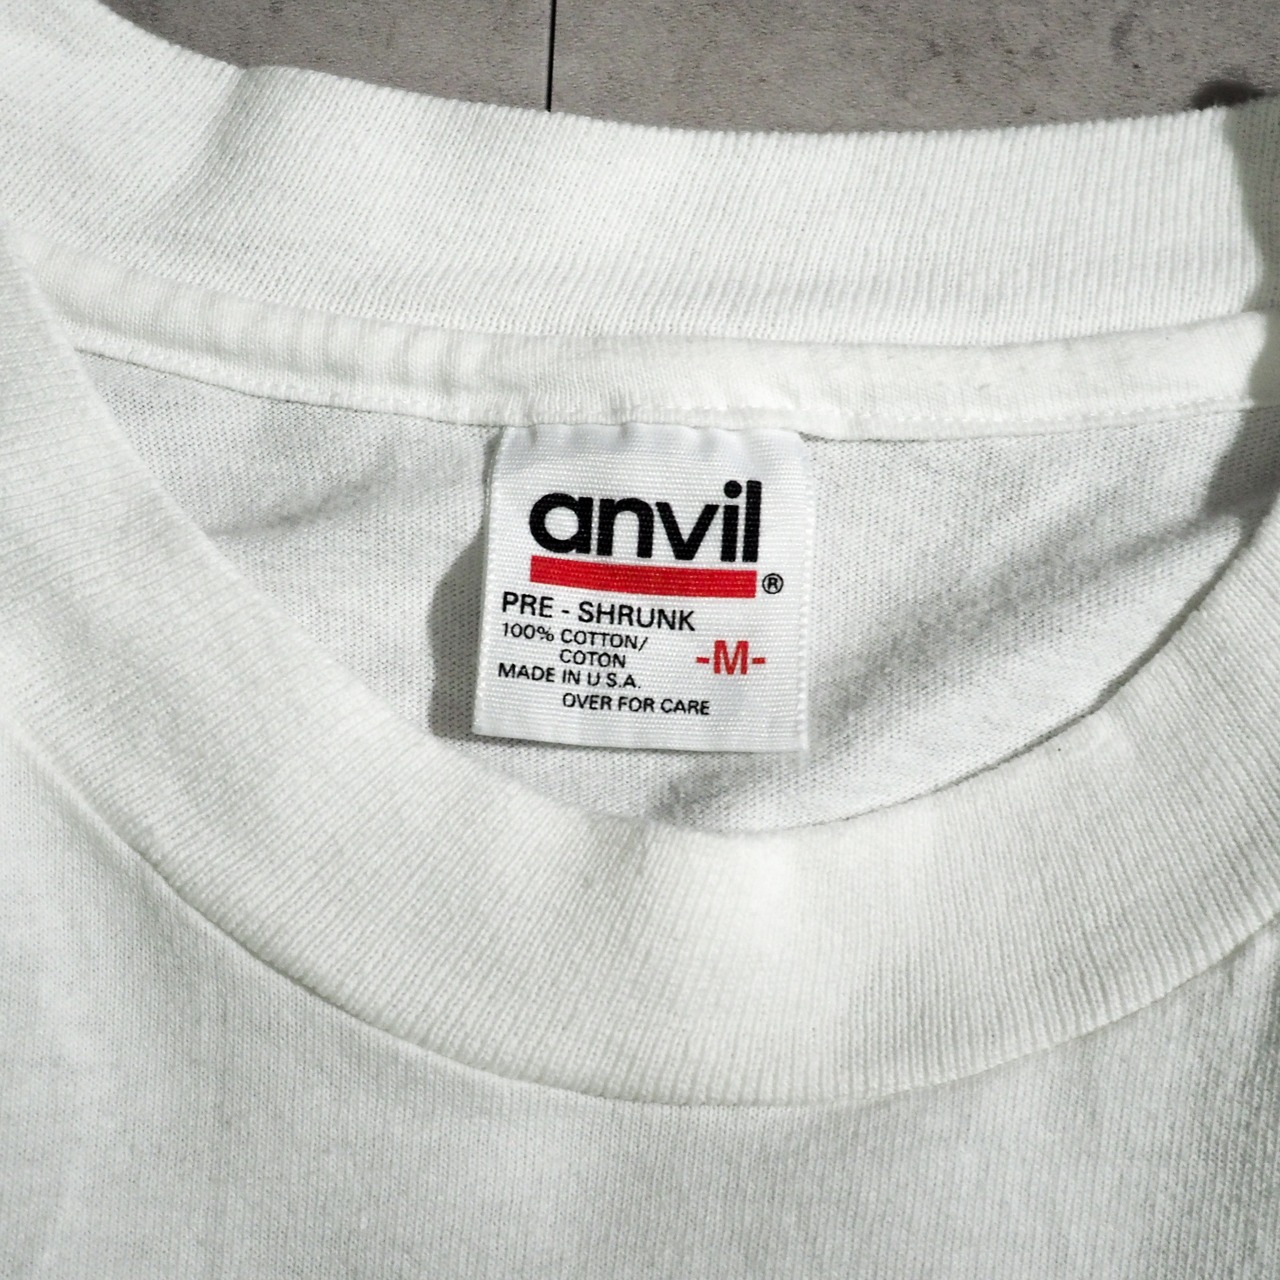 anvil®
PRE - SHRUNK
100% COTTON/
COTON
-M-
MADE IN U S.A.
OVER FOR CARE